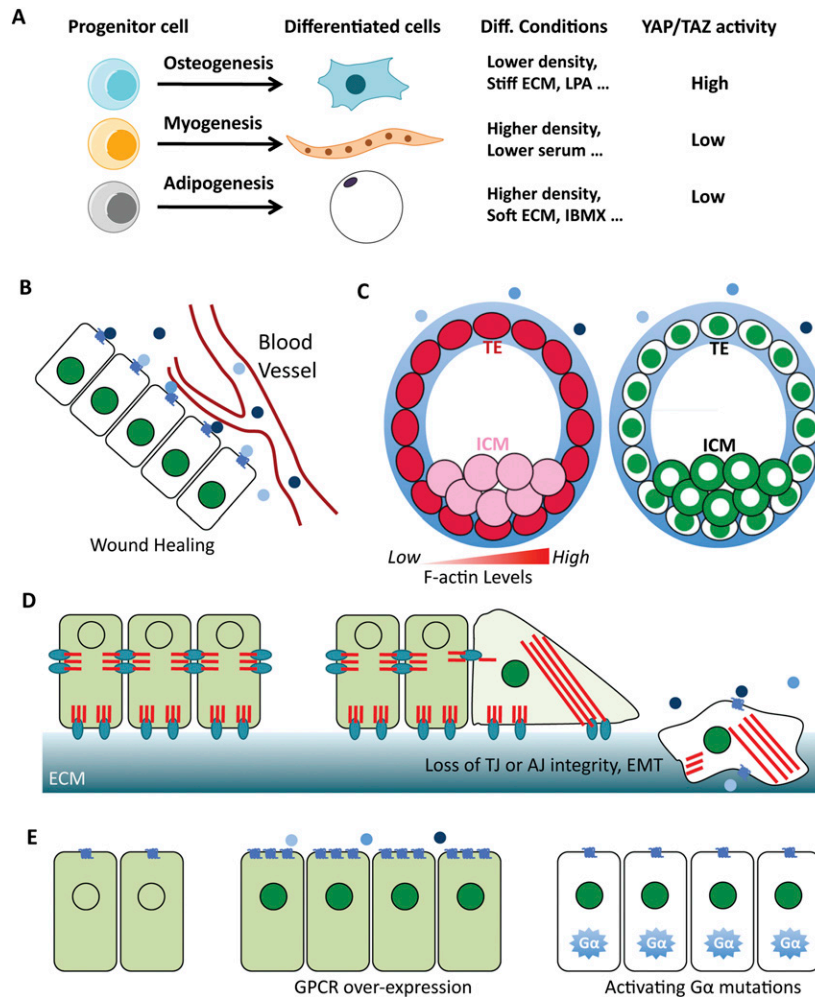 A
Progenitor cell Differentiated cells Diff. Conditions YAP/TAZ activity
Osteogenesis
Lower density,
Stiff ECM, LPA ...
High
Myogenesis
Higher density,
Lower serum ...
Low
Adipogenesis
Higher density,
Soft ECM, IBMX ...
Low
B
Blood
Vessel
Wound Healing
C
TE
ICM
TE
ICM
Low High
F-actin Levels
D
ECM
Loss of TJ or AJ integrity, EMT
E
GPCR over-expression
Gα Gα Gα Gα
Activating Gα mutations